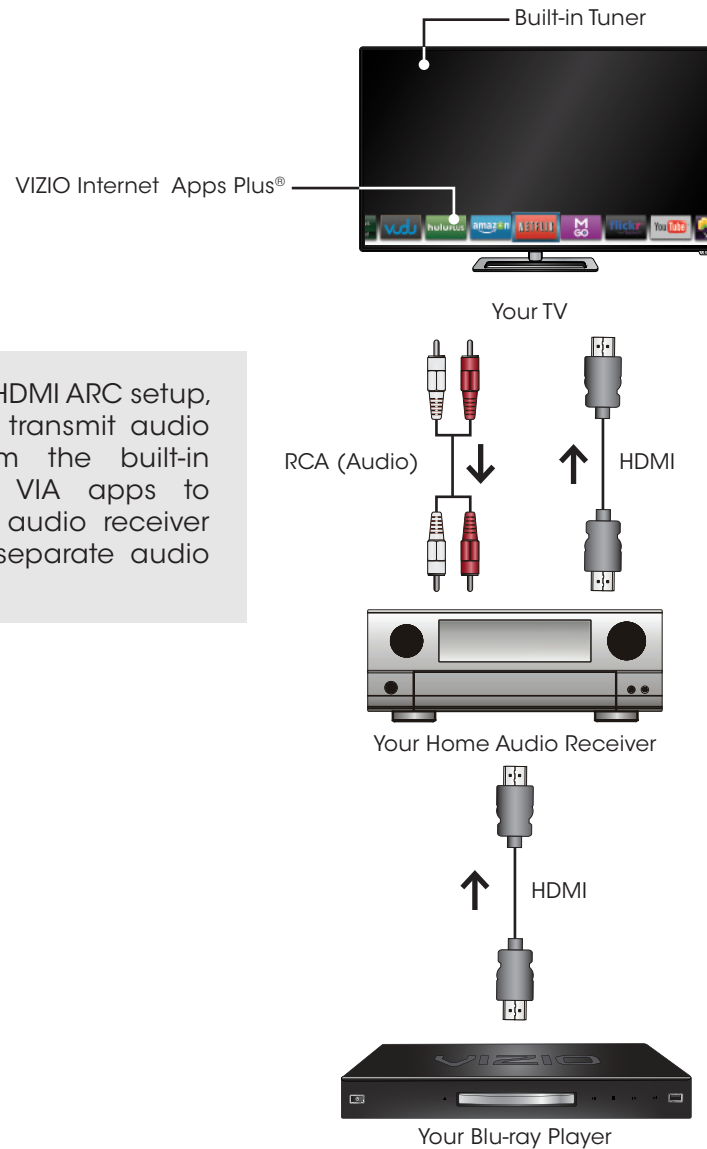 Built-in Tuner
VIZIO Internet Apps Plus®
vudu hulu PLUS amazon NETFLIX M GO flickr YouTube
Your TV
HDMI ARC setup,
transmit audio
the built-in
VIA apps to
audio receiver
separate audio
RCA (Audio)
HDMI
Your Home Audio Receiver
HDMI
VIZIO
Your Blu-ray Player